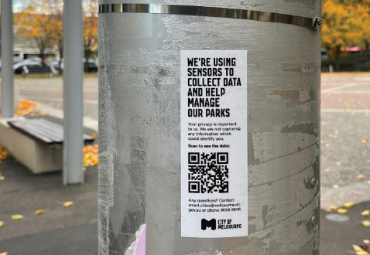 WE'RE USING
SENSORS TO
COLLECT DATA
AND HELP
MANAGE
OUR PARKS
Your privacy is important
to us. We are not capturing
any information which
could identify you.
Scan to see the data:
Any questions? Contact
or phone 9658 9658.
CITY OF
MELBOURNE